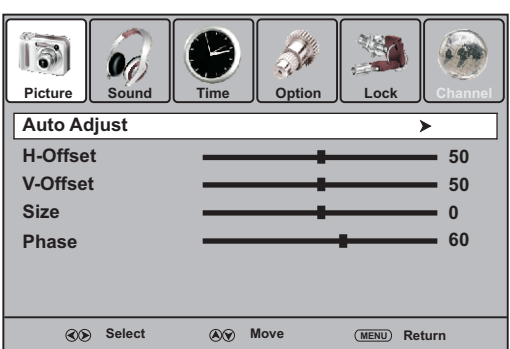 Picture Sound Time Option Lock Channel
Auto Adjust
H-Offset 50
V-Offset 50
Size 0
Phase 60
Select Move MENU Return